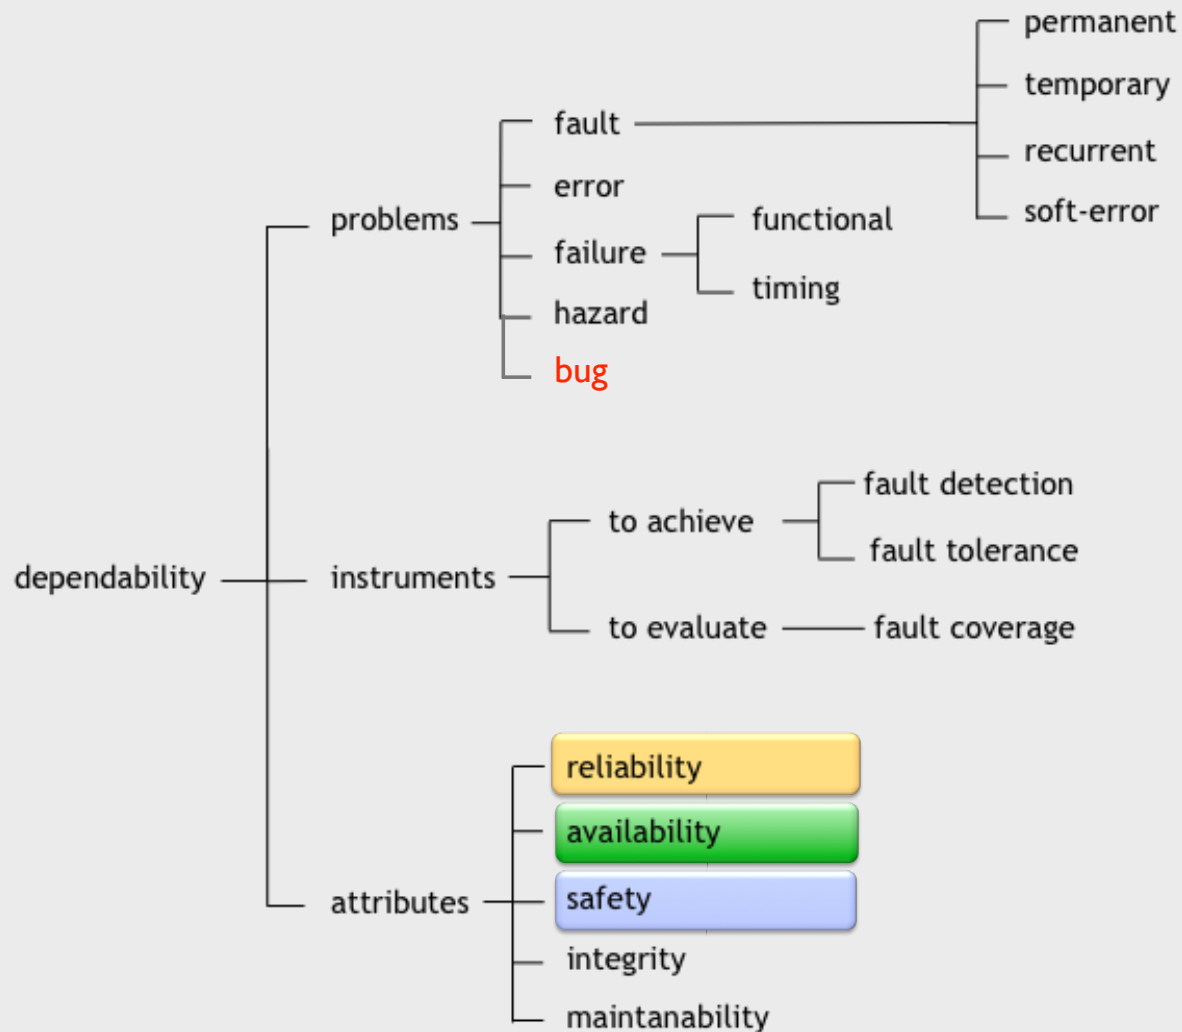 permanent
temporary
fault
recurrent
error
soft-error
problems
functional
failure
timing
hazard
bug
fault detection
to achieve
fault tolerance
dependability
instruments
to evaluate
fault coverage
reliability
availability
attributes
safety
integrity
maintanability